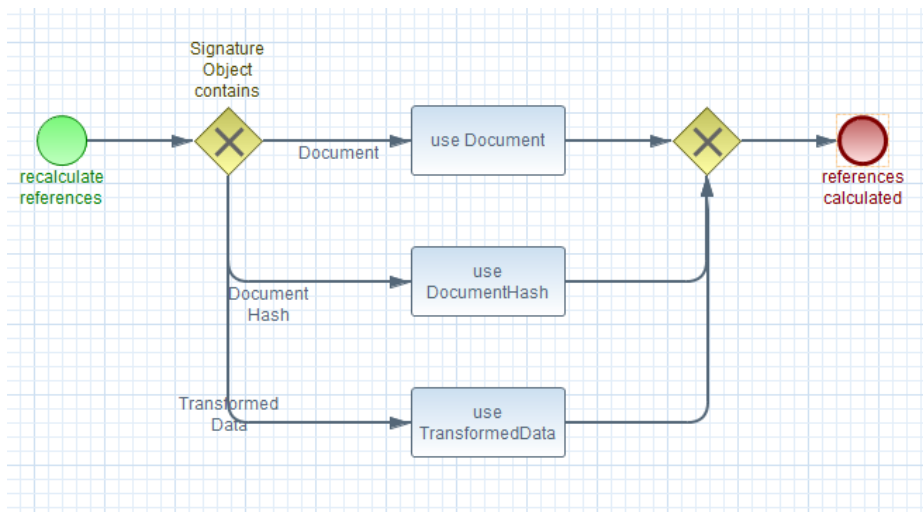 Signature
Object
contains
recalculate
references
Document
use Document
references
calculated
Document
Hash
use
DocumentHash
Transformed
Data
use
TransformedData